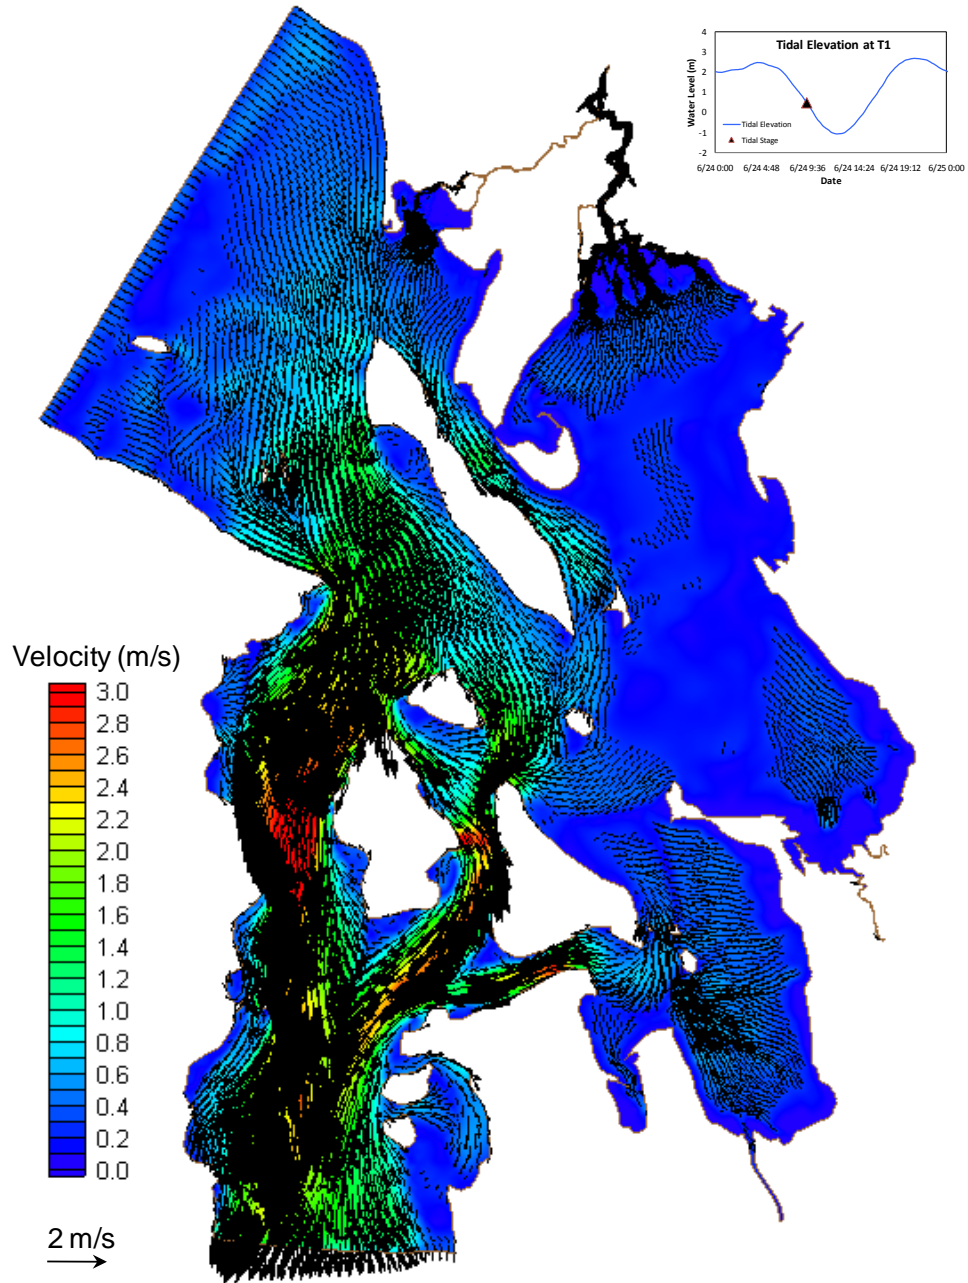 Tidal Elevation at T1
4
3
2
1
0
-1
-2
Water Level (m)
Tidal Elevation
Tidal Stage
6/24 0:00 6/24 4:48 6/24 9:36 6/24 14:24 6/24 19:12 6/25 0:00
Date
Velocity (m/s)
3.0
2.8
2.6
2.4
2.2
2.0
1.8
1.6
1.4
1.2
1.0
0.8
0.6
0.4
0.2
0.0
2 m/s